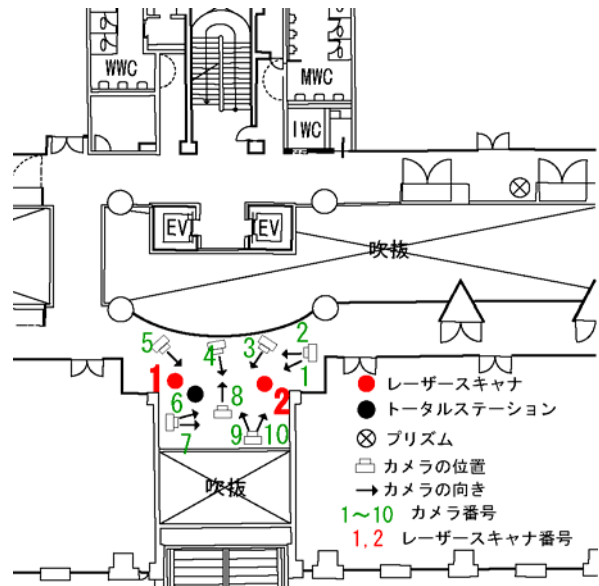 WWC
MWC
IWC
EV
EV
吹抜
5
4
3
2
1
1
6
8
2
7
9
10
吹抜
レーザースキャナ
トータルステーション
プリズム
カメラの位置
カメラの向き
1～10 カメラ番号
1,2 レーザースキャナ番号